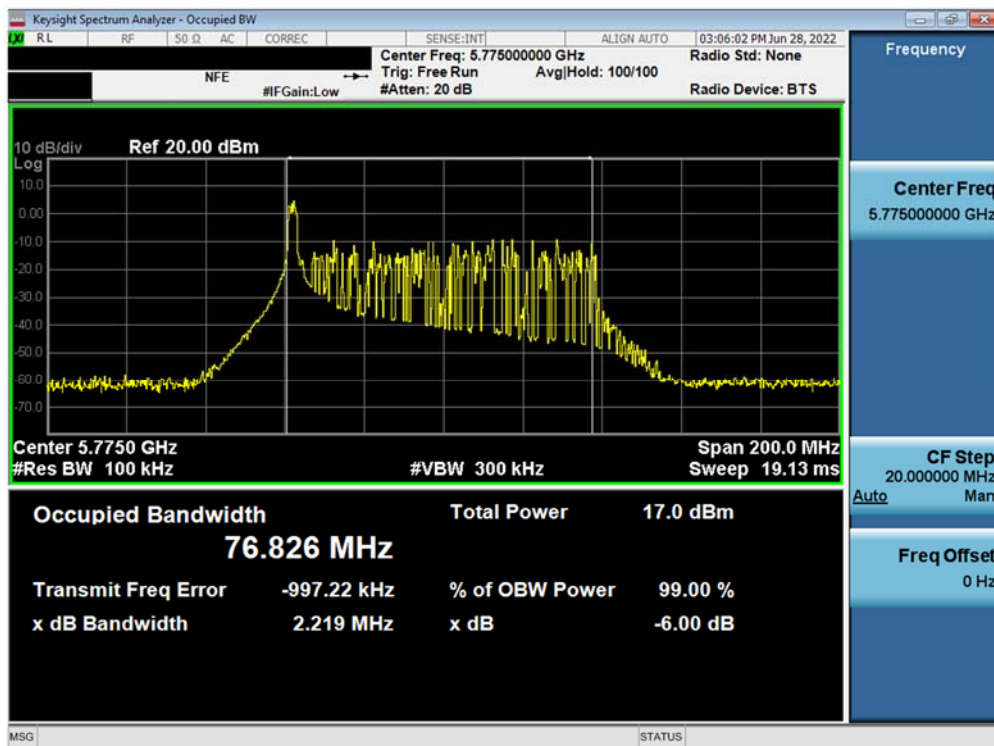 Keysight Spectrum Analyzer - Occupied BW
LXI RL RF 50 Ω AC CORREC SENSE:INT ALIGN AUTO 03:06:02 PM Jun 28, 2022
Center Freq: 5.775000000 GHz Radio Std: None
NFE Trig: Free Run Avg|Hold: 100/100
#IFGain:Low #Atten: 20 dB Radio Device: BTS
10 dB/div Ref 20.00 dBm
Log
10.0
0.00
-10.0
-20.0
-30.0
-40.0
-50.0
-60.0
-70.0
Center 5.7750 GHz Span 200.0 MHz
#Res BW 100 kHz #VBW 300 kHz Sweep 19.13 ms
Occupied Bandwidth Total Power 17.0 dBm
76.826 MHz
Transmit Freq Error -997.22 kHz % of OBW Power 99.00 %
x dB Bandwidth 2.219 MHz x dB -6.00 dB
MSG STATUS
Frequency
Center Freq
5.775000000 GHz
CF Step
20.000000 MHz
Auto Man
Freq Offset
0 Hz